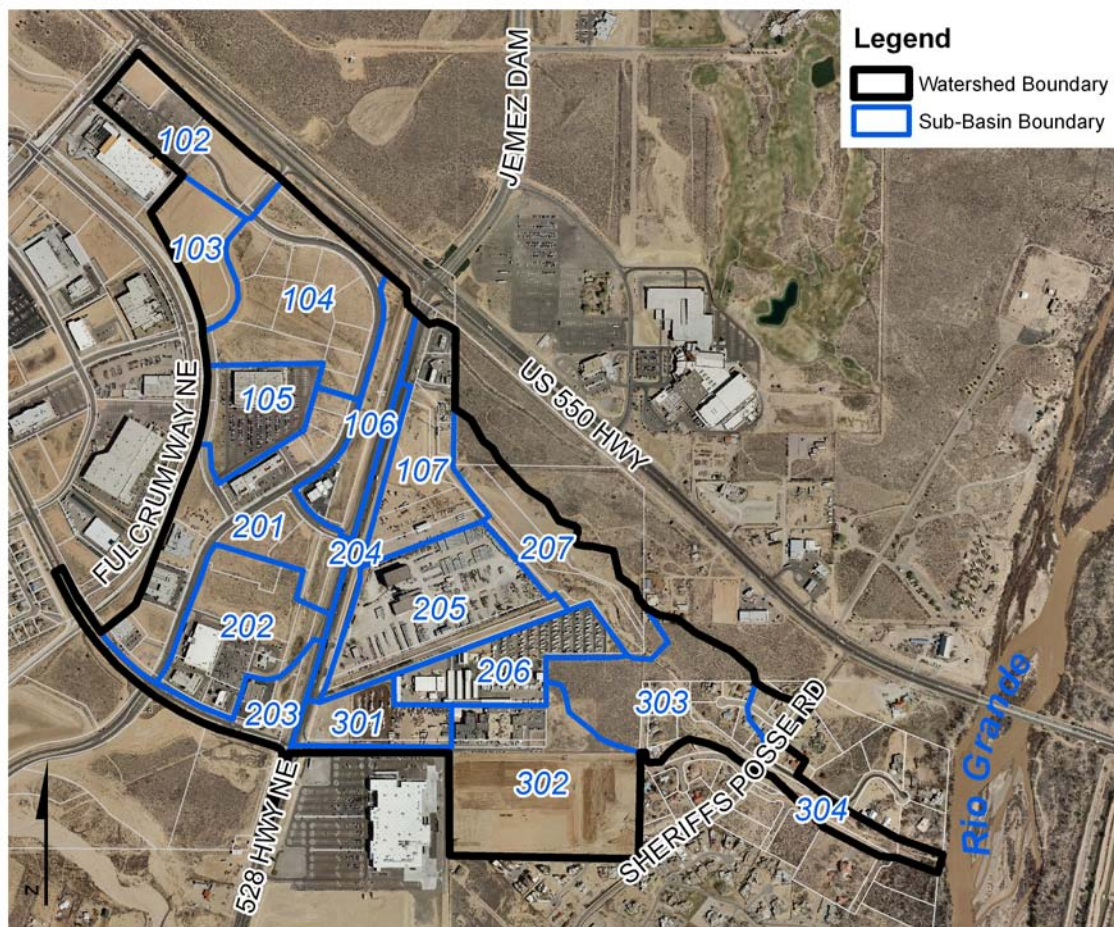 Legend
Watershed Boundary
Sub-Basin Boundary
JEMEZ DAM
102
103
104
US 550 HWY
105
106
FULCRUM WAY NE
107
201
204
207
205
202
206
203
301
303
302
304
SHERIFFS POSSE RD
Rio Grande
528 HWY NE
N